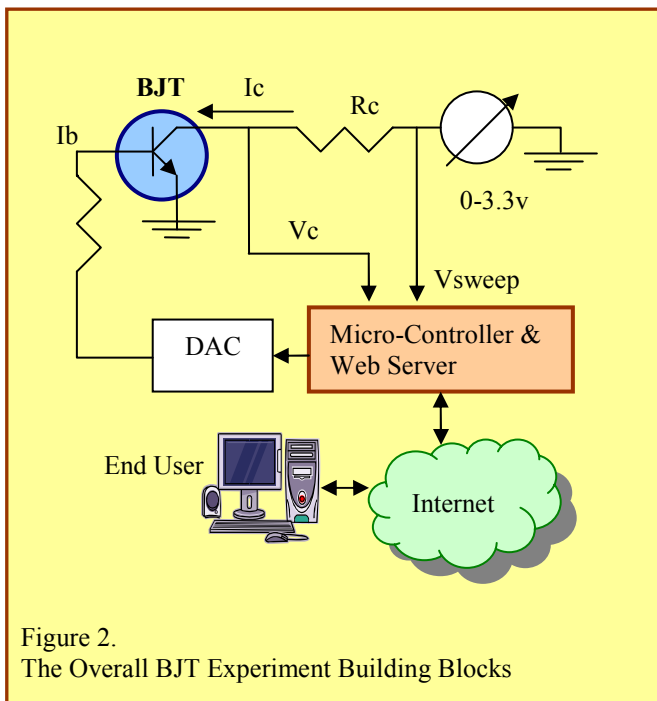 BJT
Ic
Rc
Ib
0-3.3v
Vc
Vsweep
DAC
Micro-Controller &
Web Server
End User
Internet
Figure 2.
The Overall BJT Experiment Building Blocks